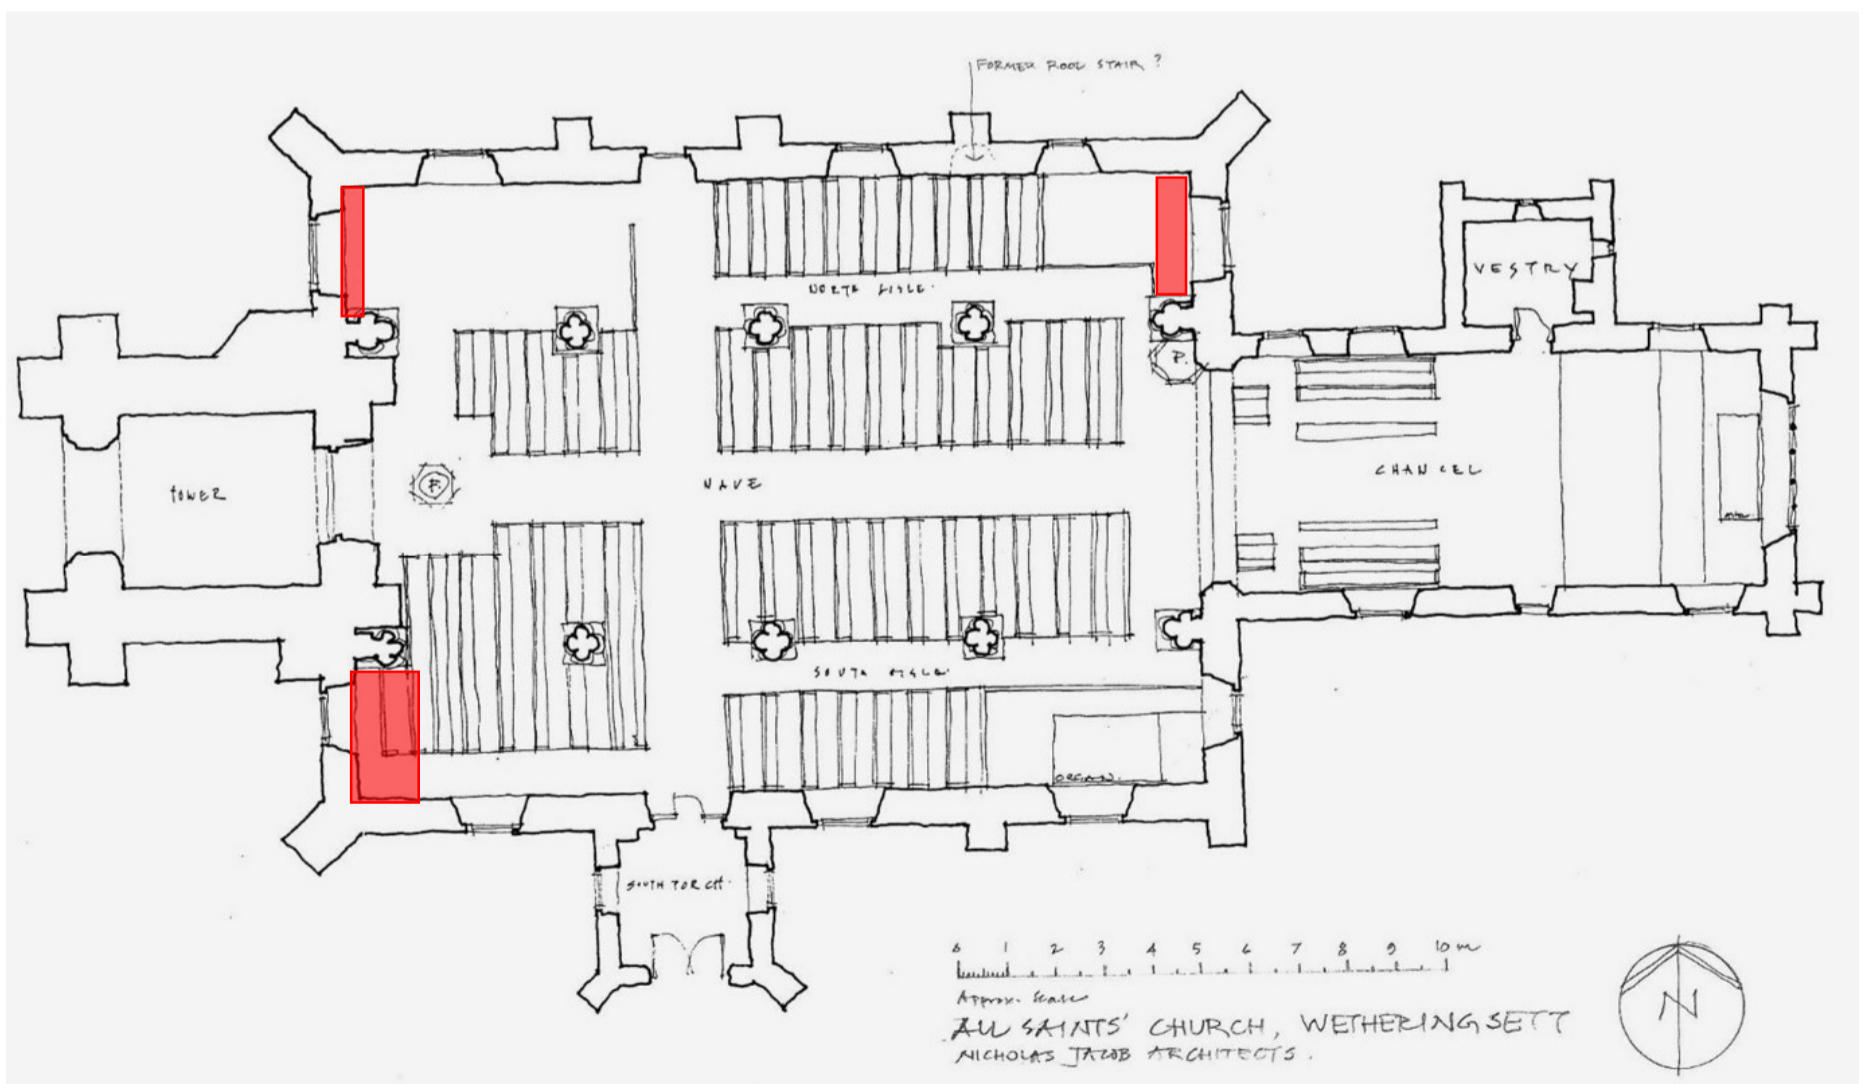 FORMER ROOD STAIR ?
VESTRY
NORTH AISLE.
P.
TOWER
F.
NAVE
CHANCEL
SOUTH AISLE.
ORGAN.
SOUTH PORCH.
0 1 2 3 4 5 6 7 8 9 10 m
Approx. Scale
ALL SAINTS' CHURCH, WETHERINGSETT
NICHOLAS JACOB ARCHITECTS.
N